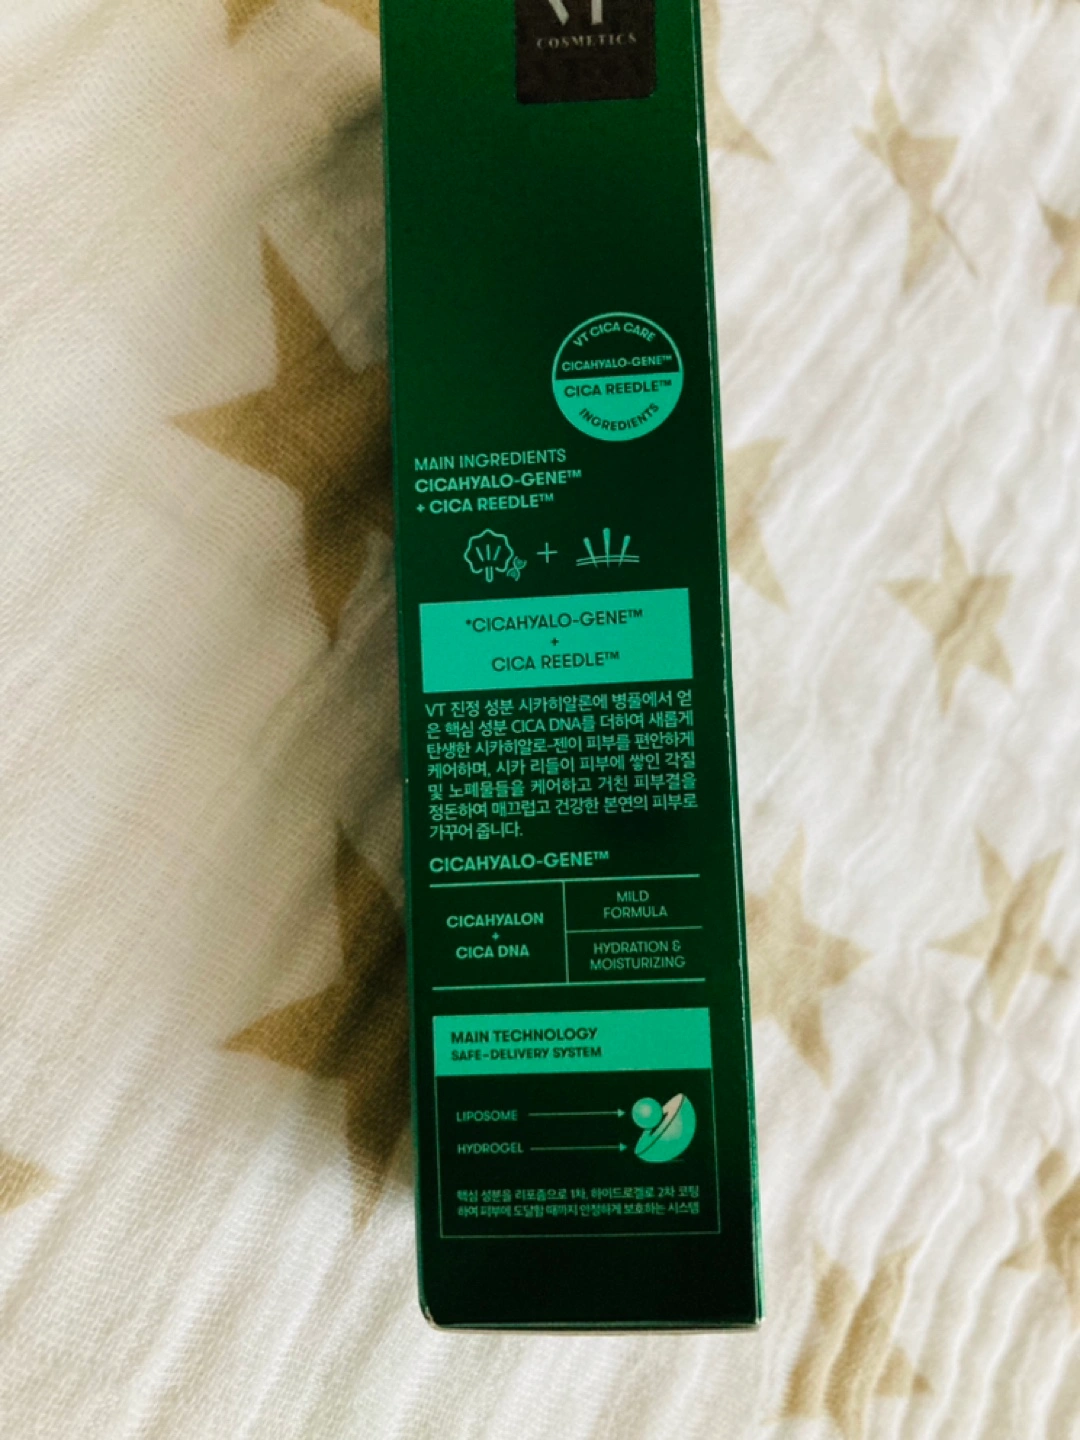 VT
COSMETICS
VT CICA CARE
CICAHYALO-GENE™
CICA REEDLE™
INGREDIENTS
MAIN INGREDIENTS
CICAHYALO-GENE™
+ CICA REEDLE™
+
*CICAHYALO-GENE™
+
CICA REEDLE™
VT 진정 성분 시카히알론에 병풀에서 얻
은 핵심 성분 CICA DNA를 더하여 새롭게
탄생한 시카히알로-젠이 피부를 편안하게
케어하며, 시카 리들이 피부에 쌓인 각질
및 노폐물들을 케어하고 거친 피부결을
정돈하여 매끄럽고 건강한 본연의 피부로
가꾸어 줍니다.
CICAHYALO-GENE™
CICAHYALON
+
CICA DNA
MILD
FORMULA
HYDRATION &
MOISTURIZING
MAIN TECHNOLOGY
SAFE-DELIVERY SYSTEM
LIPOSOME
HYDROGEL
핵심 성분을 리포좀으로 1차, 하이드로겔로 2차 코팅
하여 피부에 도달할 때까지 안정하게 보호하는 시스템